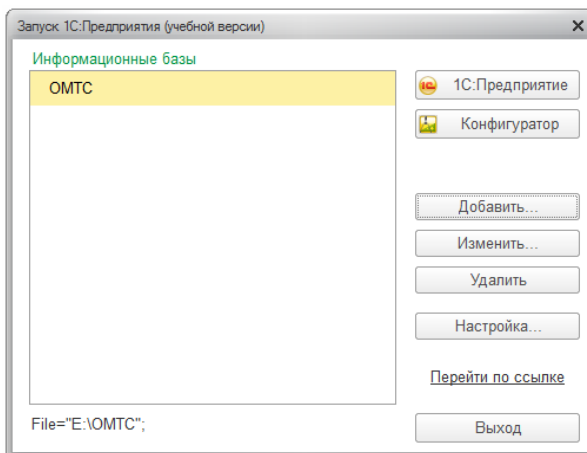 Запуск 1С:Предприятия (учебной версии)
Информационные базы
ОМТС
1С:Предприятие
Конфигуратор
Добавить...
Изменить...
Удалить
Настройка...
Перейти по ссылке
File="E:\ОМТС";
Выход